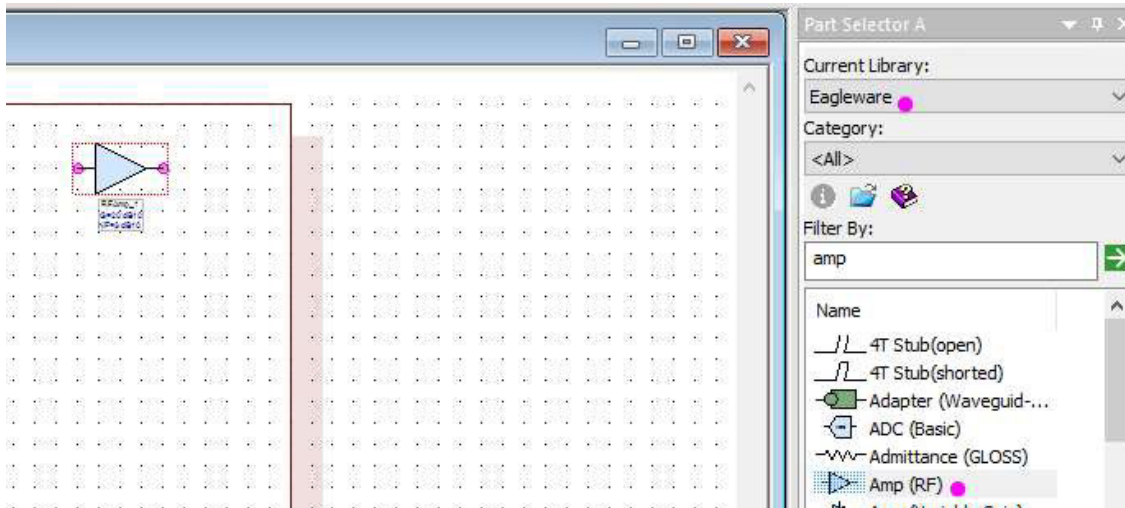 Part Selector A
Current Library:
Eagleware
Category:
<All>
Filter By:
amp
Name
4T Stub(open)
4T Stub(shorted)
Adapter (Waveguid-...
ADC (Basic)
Admittance (GLOSS)
Amp (RF)